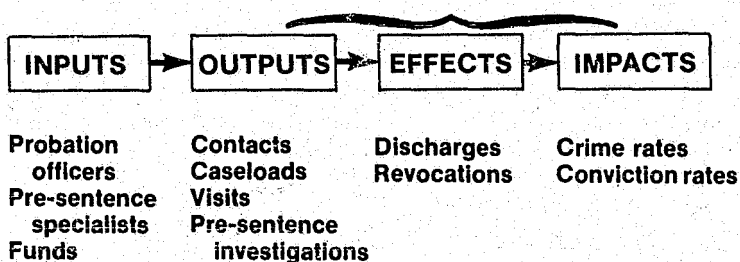 INPUTS OUTPUTS EFFECTS IMPACTS
Probation
officers
Pre-sentence
specialists
Funds
Contacts
Caseloads
Visits
Pre-sentence
investigations
Discharges
Revocations
Crime rates
Conviction rates